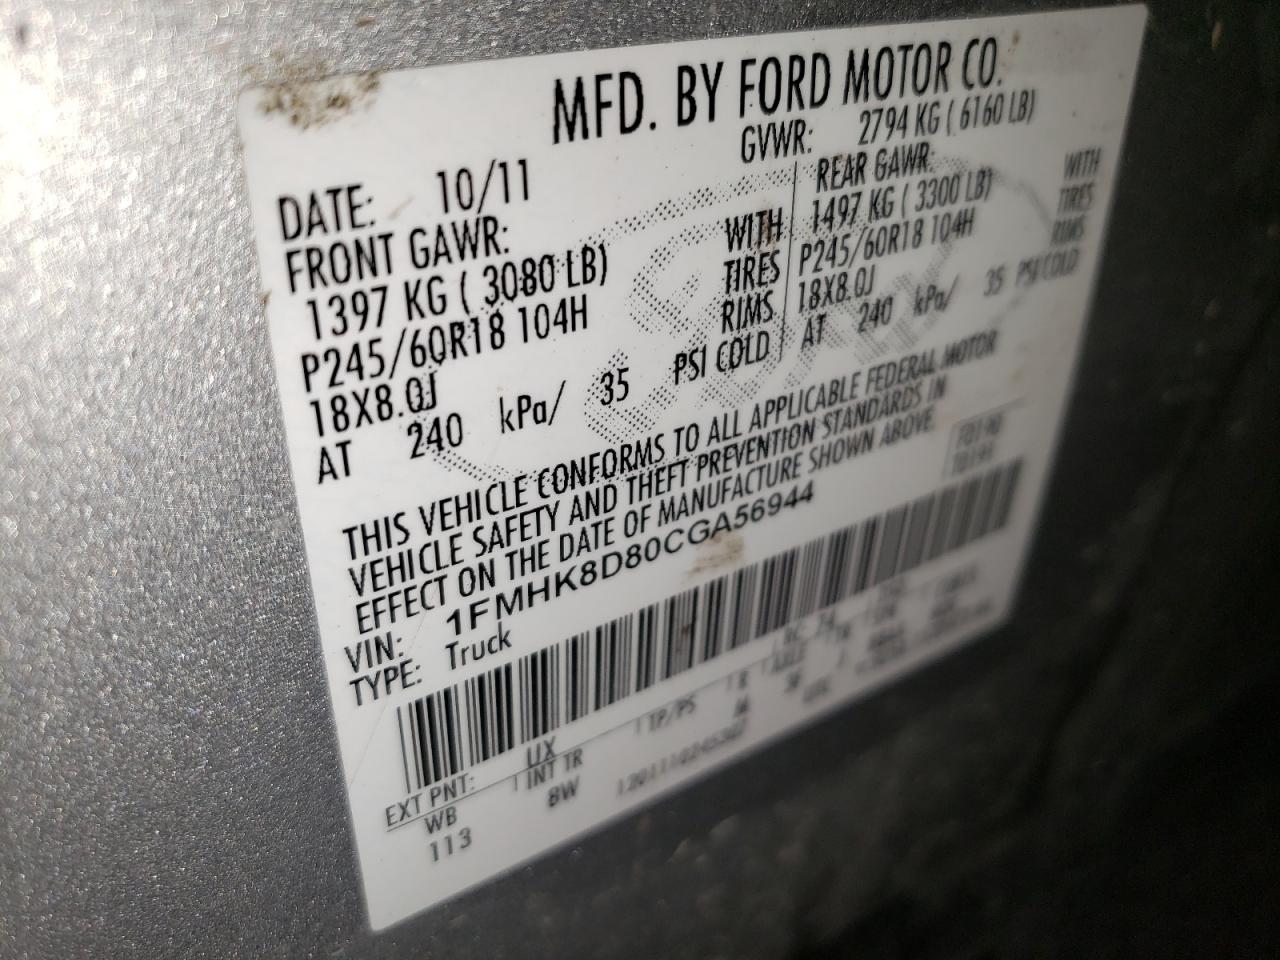 MFD. BY FORD MOTOR CO.
DATE: 10/11 GVWR: 2794 KG ( 6160 LB)
FRONT GAWR: REAR GAWR:
1397 KG ( 3080 LB) WITH 1497 KG ( 3300 LB) WITH
P245/60R18 104H TIRES P245/60R18 104H TIRES
18X8.0J RIMS 18X8.0J RIMS
AT 240 kPa/ 35 PSI COLD AT 240 kPa/ 35 PSI COLD
THIS VEHICLE CONFORMS TO ALL APPLICABLE FEDERAL MOTOR
VEHICLE SAFETY AND THEFT PREVENTION STANDARDS IN
EFFECT ON THE DATE OF MANUFACTURE SHOWN ABOVE.
VIN: 1FMHK8D80CGA56944
TYPE: Truck
EXT PNT: UX
WB INT TR TP/PS R AXLE TR
113 8W